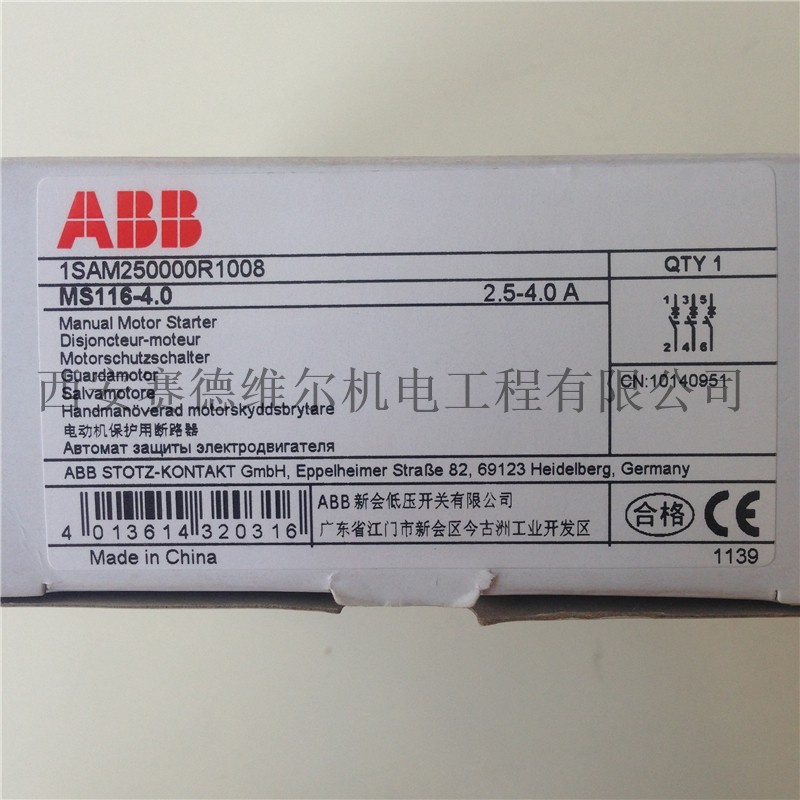 ABB
1SAM250000R1008
QTY 1
MS116-4.0
2.5-4.0 A
1 3 5
2 4 6
Manual Motor Starter
Disjoncteur-moteur
Motorschutzschalter
Guardamotor
Salvamotore
CN:10140951
西安赛德维尔机电工程有限公司
Handmanöverad motorskyddsbrytare
电动机保护用断路器
Автомат защиты электродвигателя
ABB STOTZ-KONTAKT GmbH, Eppelheimer Straße 82, 69123 Heidelberg, Germany
4 013614 320316
ABB 新会低压开关有限公司
广东省江门市新会区今古洲工业开发区
合格
CE
Made in China
1139